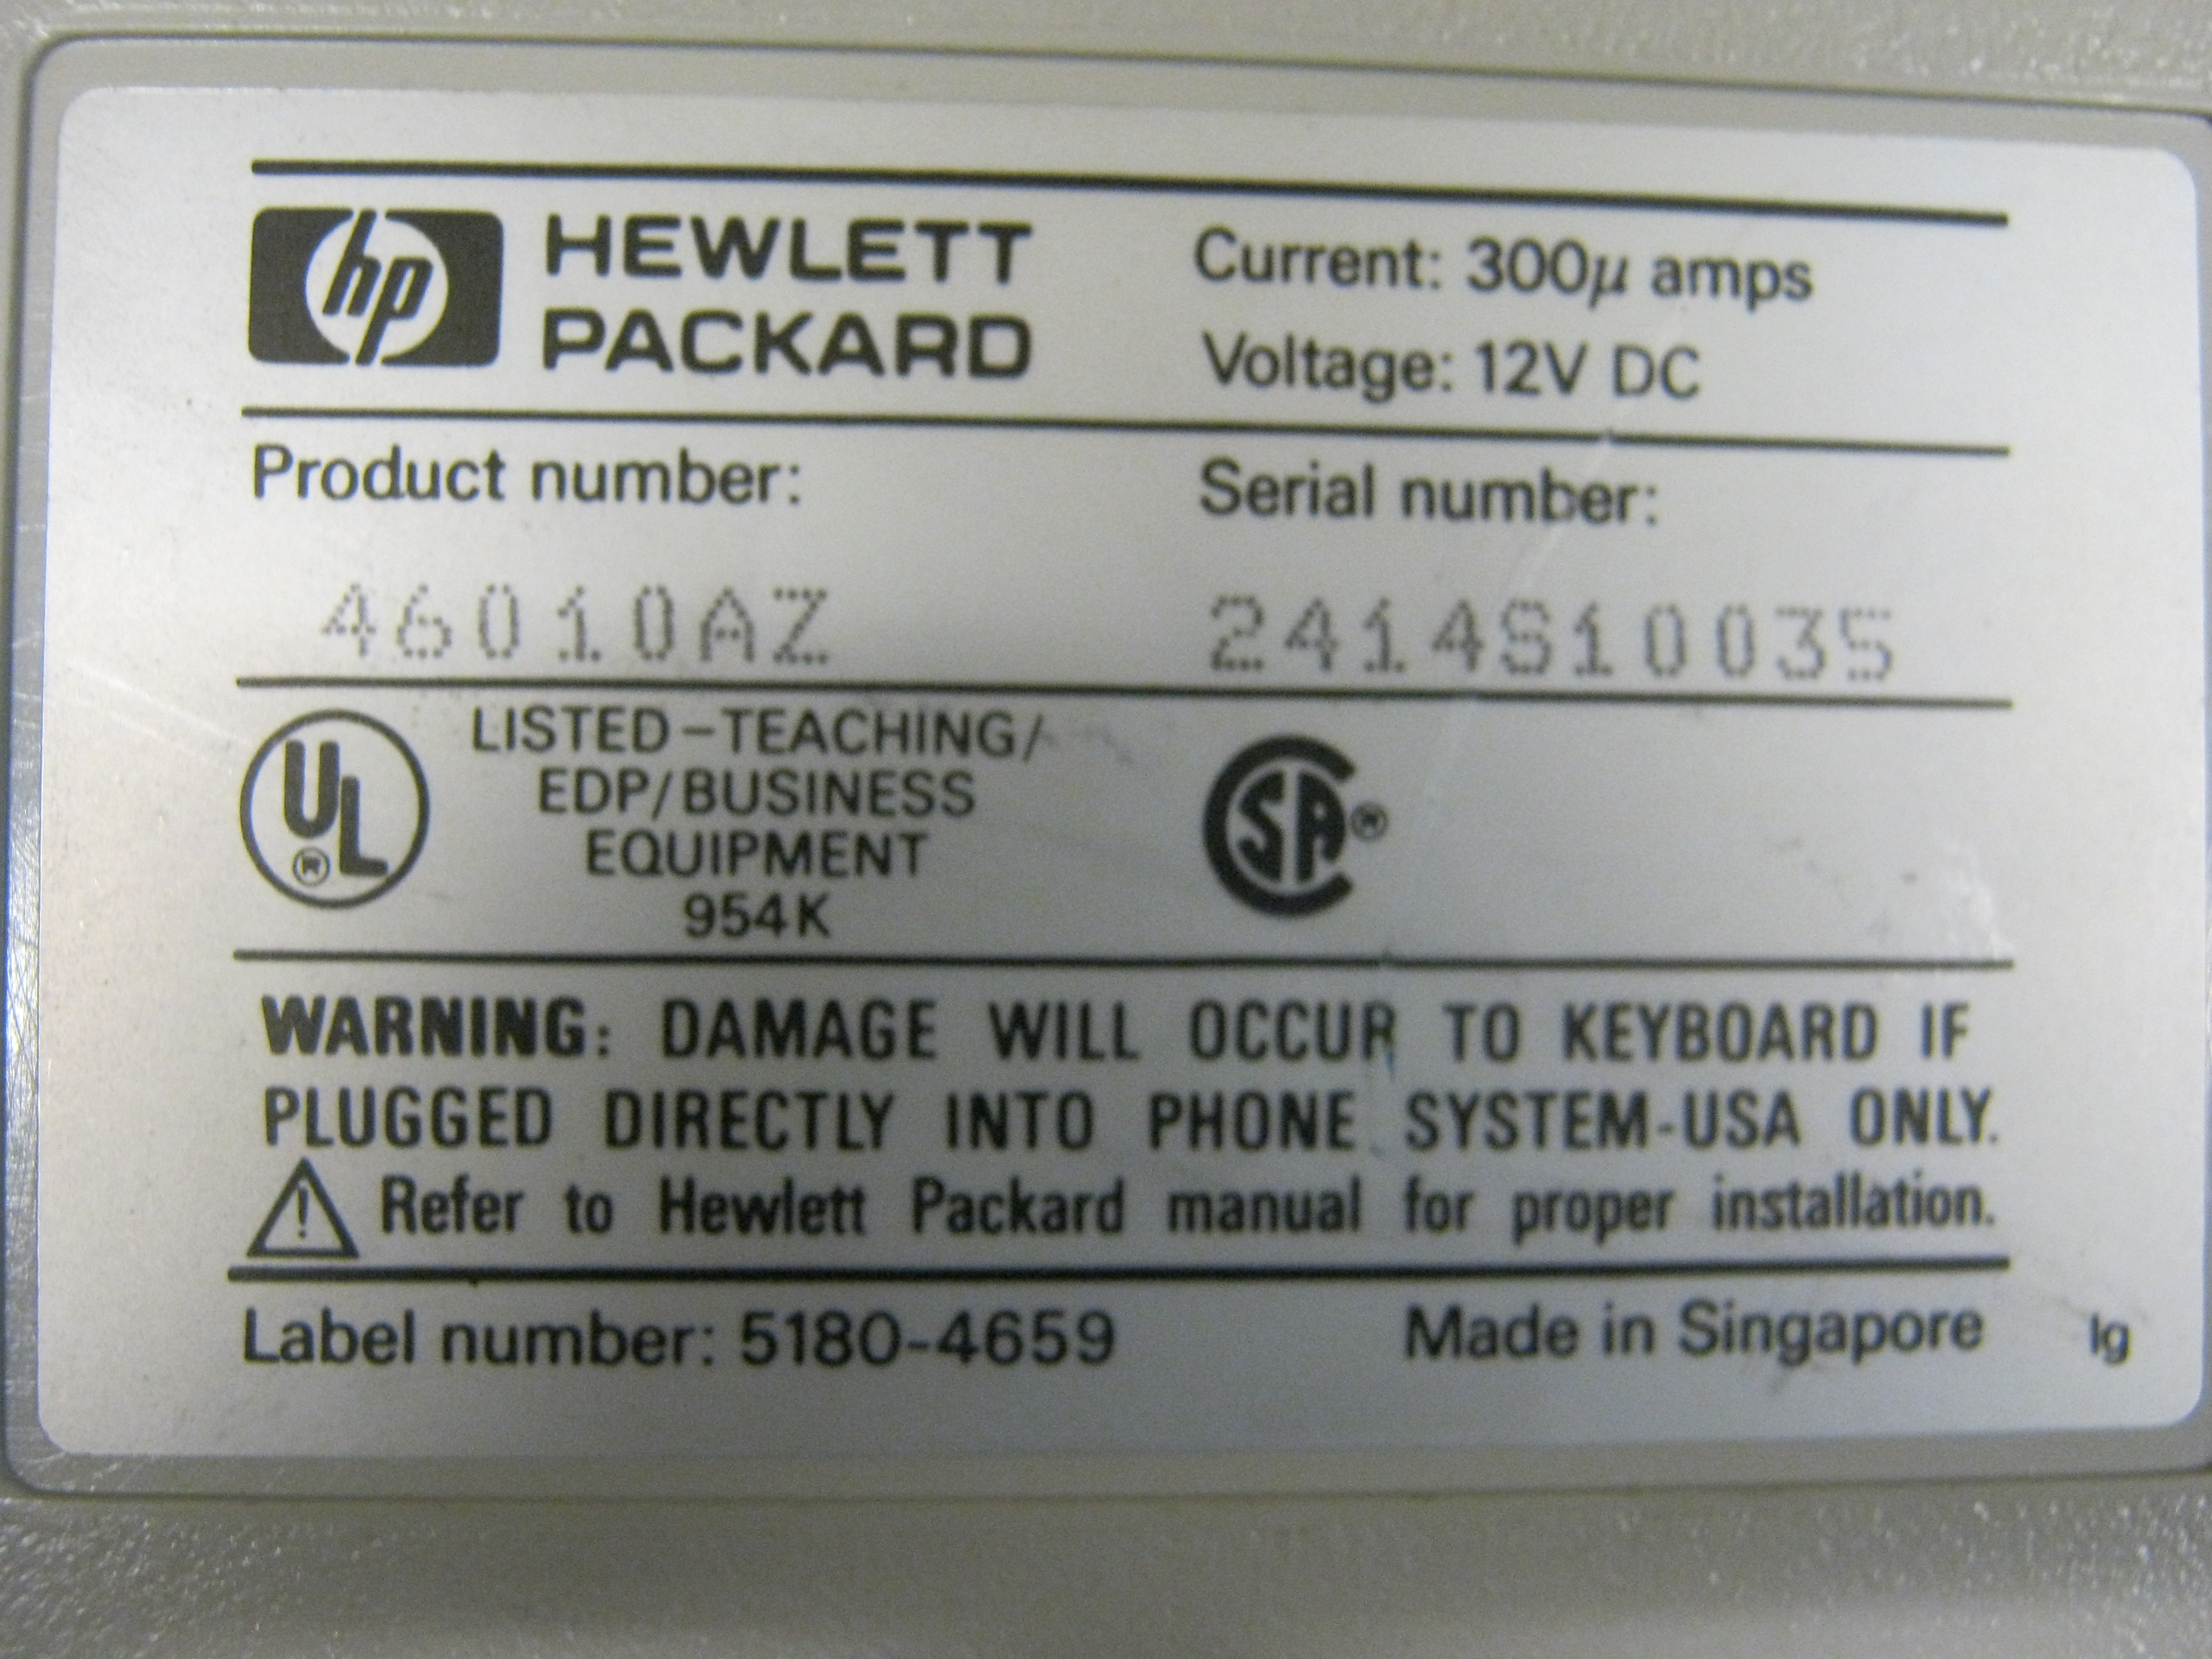 hp HEWLETT PACKARD
Current: 300μ amps
Voltage: 12V DC
Product number:
46010AZ
Serial number:
2414S10035
UL®
LISTED-TEACHING/
EDP/BUSINESS
EQUIPMENT
954K
CSA®
WARNING: DAMAGE WILL OCCUR TO KEYBOARD IF
PLUGGED DIRECTLY INTO PHONE SYSTEM-USA ONLY.
! Refer to Hewlett Packard manual for proper installation.
Label number: 5180-4659
Made in Singapore
lg